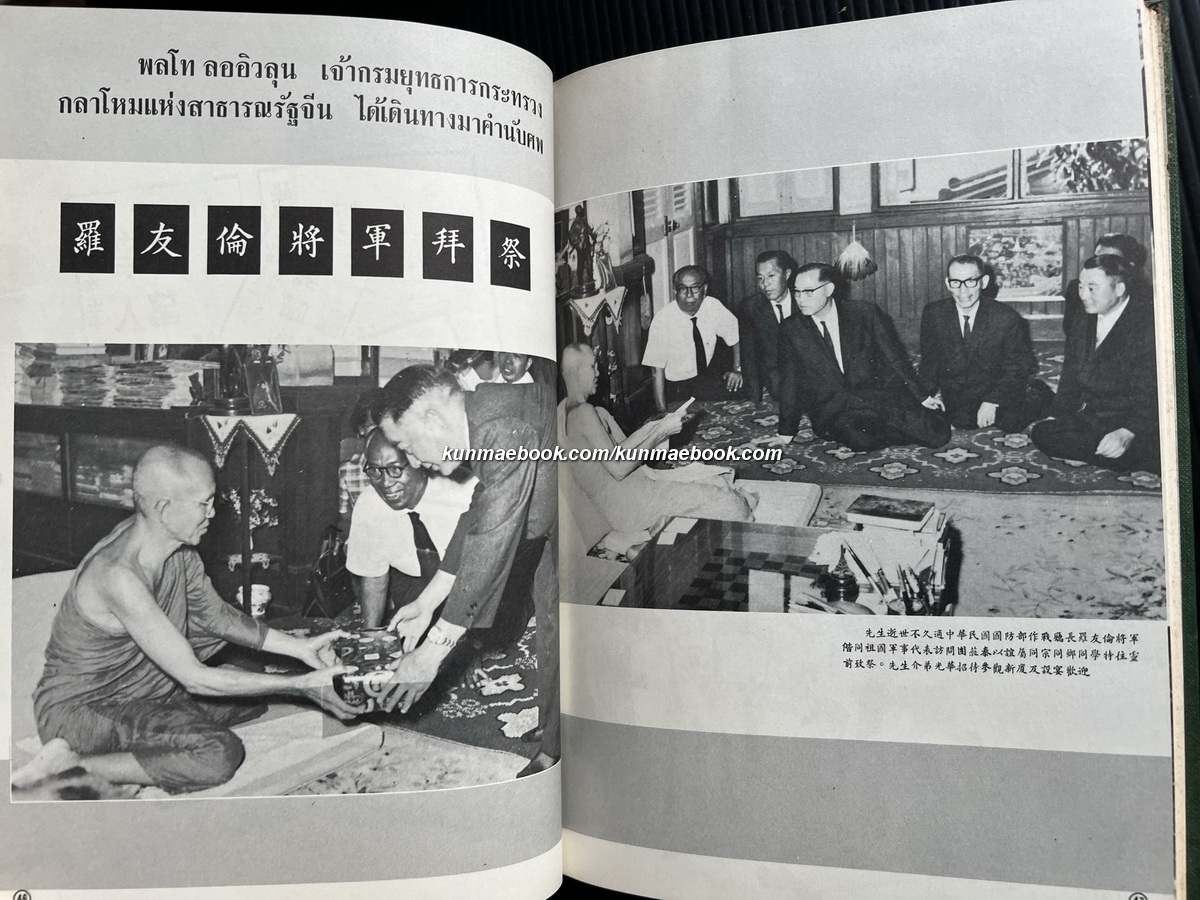 พลโท ลออิวลุน เจ้ากรมยุทธการกระทรวง
กลาโหมแห่งสาธารณรัฐจีน ได้เดินทางมาคำนับศพ
羅友倫將軍拜祭
kunmaebook.com/kunmaebook.com
先生逝世不久適中華民國國防部作戰廳長羅友倫將軍
偕同祖國軍事代表訪問團莅泰以誼屬同宗同鄉同學特往靈
前致祭。先生介弟光華招待參觀新厦及設宴歡迎
46
47